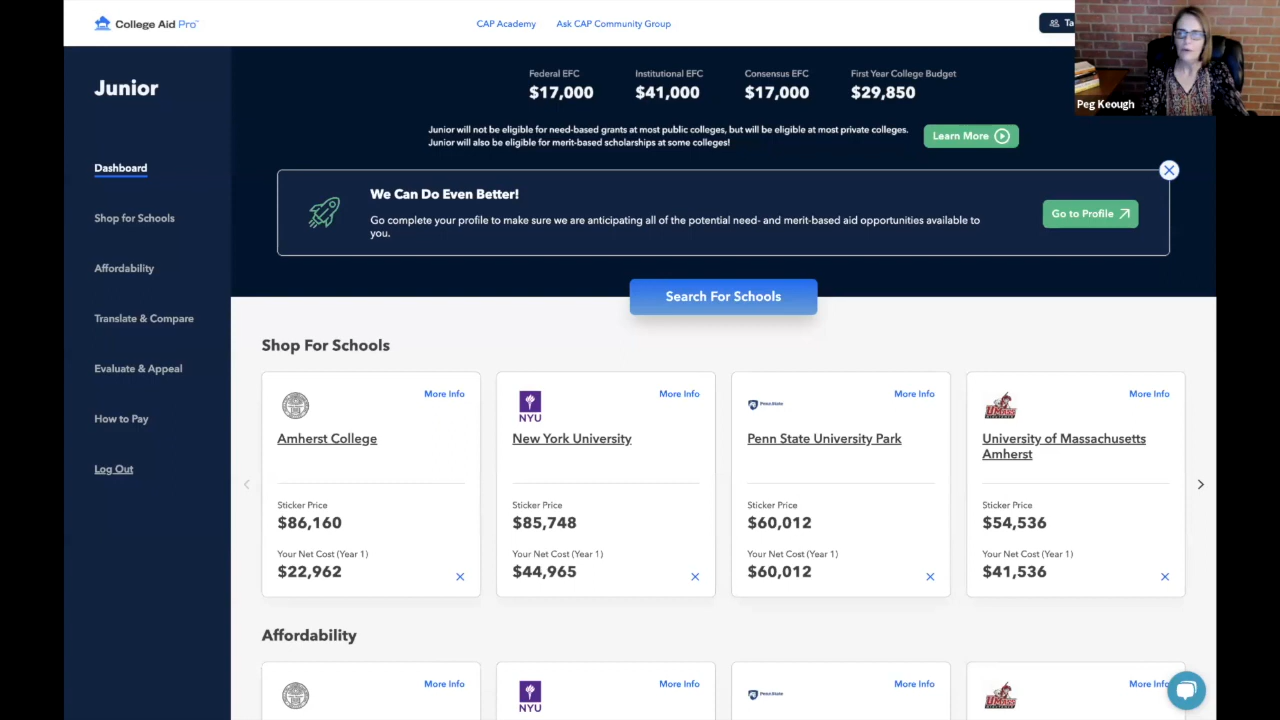 College Aid Pro™
CAP Academy
Ask CAP Community Group
Ta
Peg Keough
Junior
Dashboard
Shop for Schools
Affordability
Translate & Compare
Evaluate & Appeal
How to Pay
Log Out
Federal EFC
$17,000
Institutional EFC
$41,000
Consensus EFC
$17,000
First Year College Budget
$29,850
Junior will not be eligible for need-based grants at most public colleges, but will be eligible at most private colleges.
Junior will also be eligible for merit-based scholarships at some colleges!
Learn More
We Can Do Even Better!
Go complete your profile to make sure we are anticipating all of the potential need- and merit-based aid opportunities available to
you.
Go to Profile
Search For Schools
Shop For Schools
More Info
Amherst College
Sticker Price
$86,160
Your Net Cost (Year 1)
$22,962
More Info
NYU
New York University
Sticker Price
$85,748
Your Net Cost (Year 1)
$44,965
More Info
PennState
Penn State University Park
Sticker Price
$60,012
Your Net Cost (Year 1)
$60,012
More Info
UMass
University of Massachusetts
Amherst
Sticker Price
$54,536
Your Net Cost (Year 1)
$41,536
Affordability
More Info
More Info
NYU
More Info
PennState
More Info
UMass